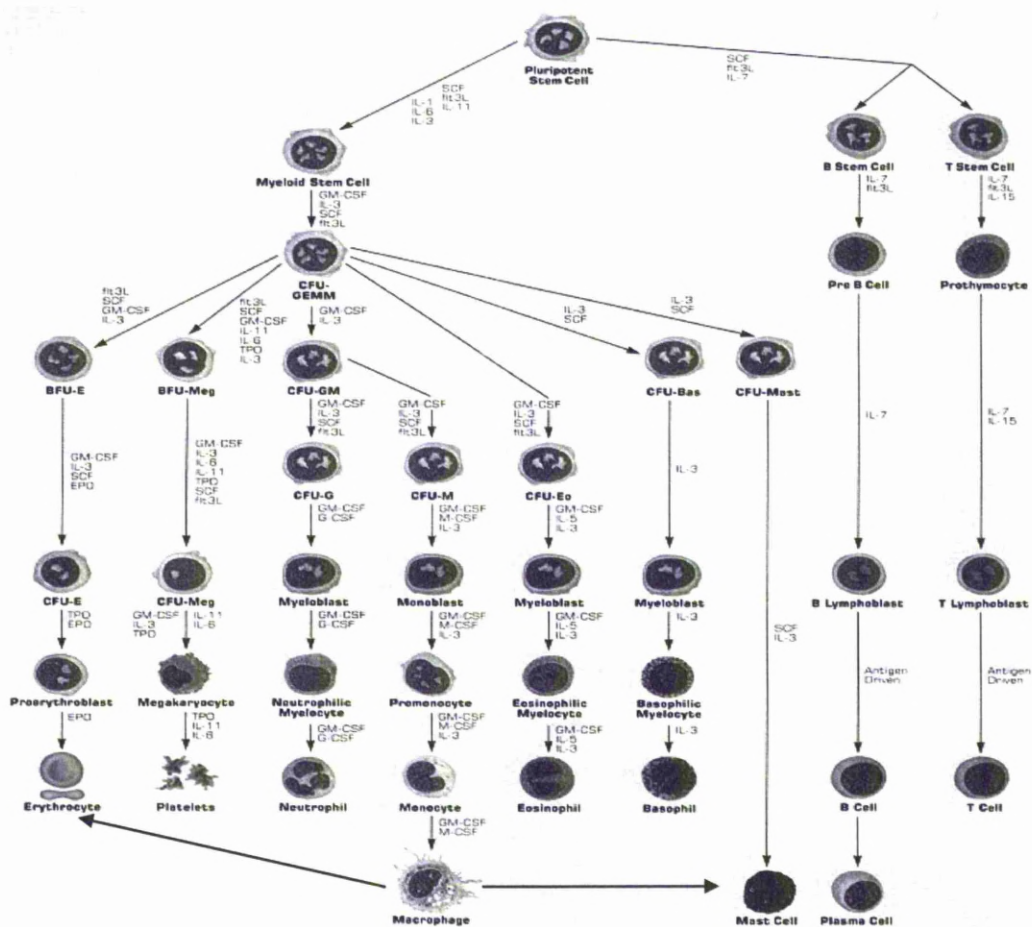 Pluripotent
Stem Cell
SCF
flt3L
IL-7
IL-1
IL-6
IL-3
SCF
flt3L
IL-11
Myeloid Stem Cell
B Stem Cell
T Stem Cell
GM-CSF
IL-3
SCF
flt3L
IL-7
flt3L
IL-7
flt3L
IL-15
CFU-
GEMM
Pre B Cell
Prothymocyte
flt3L
SCF
GM-CSF
IL-3
flt3L
SCF
GM-CSF
IL-11
IL-6
TPO
IL-3
GM-CSF
IL-3
IL-3
SCF
IL-3
SCF
BFU-E
BFU-Meg
CFU-GM
CFU-Bas
CFU-Mast
GM-CSF
IL-3
SCF
flt3L
GM-CSF
IL-3
SCF
flt3L
GM-CSF
IL-3
SCF
flt3L
IL-7
IL-7
IL-15
GM-CSF
IL-3
SCF
EPO
GM-CSF
IL-3
IL-6
IL-11
TPO
SCF
flt3L
IL-3
CFU-G
CFU-M
CFU-Eo
GM-CSF
G-CSF
GM-CSF
M-CSF
IL-3
GM-CSF
IL-5
IL-3
CFU-E
CFU-Meg
Myeloblast
Monoblast
Myeloblast
Myeloblast
B Lymphoblast
T Lymphoblast
TPO
EPO
GM-CSF
IL-3
TPO
IL-11
IL-6
GM-CSF
G-CSF
GM-CSF
M-CSF
IL-3
GM-CSF
IL-5
IL-3
IL-3
SCF
IL-3
Antigen
Driven
Antigen
Driven
Proerythroblast
Megakaryocyte
Neutrophilic
Myelocyte
Promonocyte
Eosinophilic
Myelocyte
Basophilic
Myelocyte
EPO
TPO
IL-11
IL-6
GM-CSF
G-CSF
GM-CSF
M-CSF
IL-3
GM-CSF
IL-5
IL-3
IL-3
Erythrocyte
Platelets
Neutrophil
Monocyte
Eosinophil
Basophil
B Cell
T Cell
GM-CSF
M-CSF
Macrophage
Mast Cell
Plasma Cell